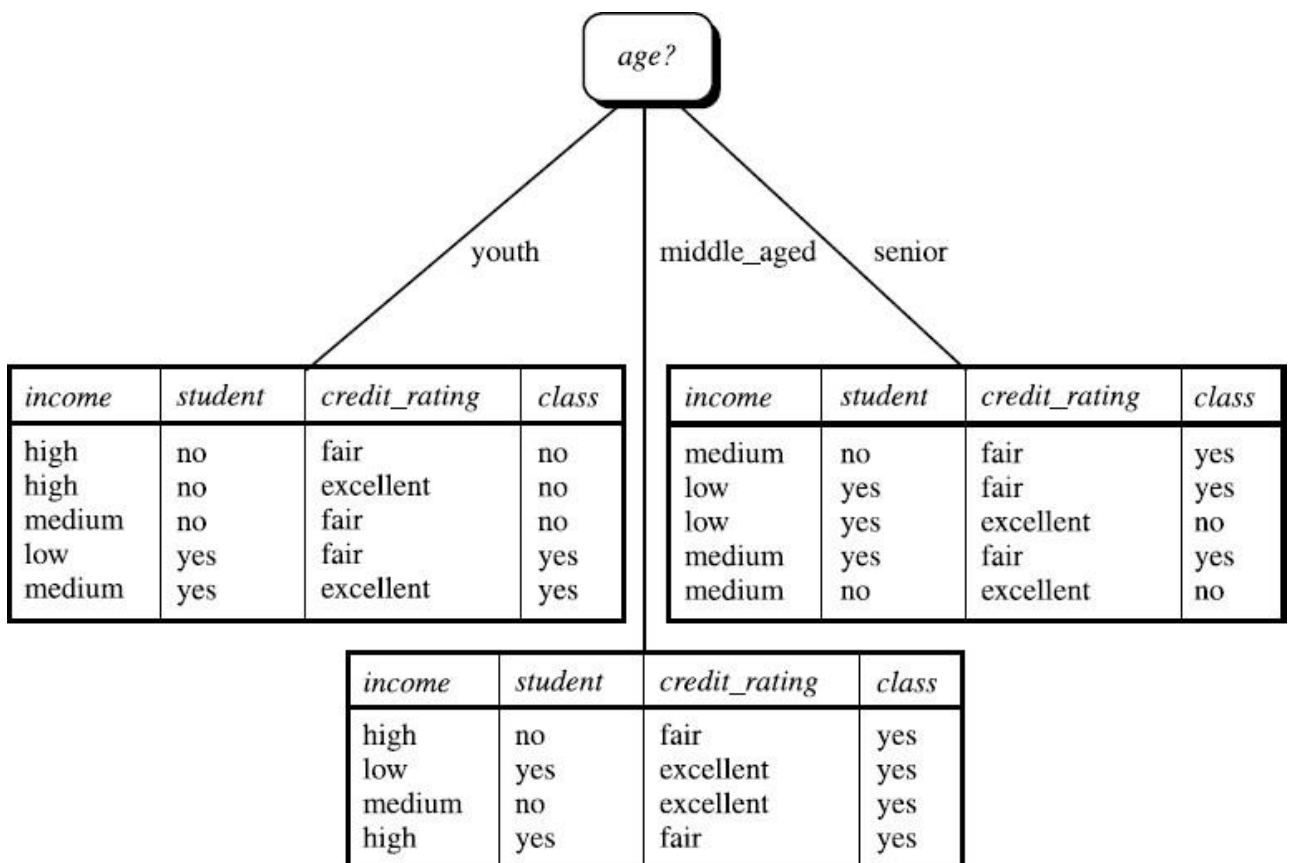 age?
youth middle_aged senior
income student credit_rating class
high no fair no
high no excellent no
medium no fair no
low yes fair yes
medium yes excellent yes
income student credit_rating class
medium no fair yes
low yes fair yes
low yes excellent no
medium yes fair yes
medium no excellent no
income student credit_rating class
high no fair yes
low yes excellent yes
medium no excellent yes
high yes fair yes